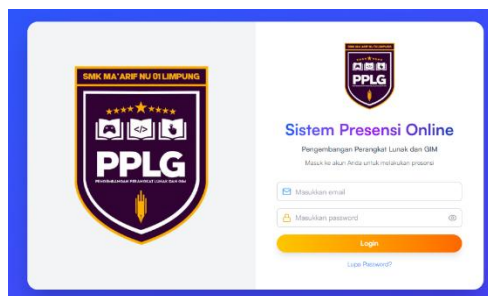 SMK MA'ARIF NU 01 LIMPUNG
</>
PPLG
PENGEMBANGAN PERANGKAT LUNAK DAN GIM
PPLG
Sistem Presensi Online
Pengembangan Perangkat Lunak dan GIM
Masuk ke akun Anda untuk melakukan presensi
Masukkan email
Masukkan password
Login
Lupa Password?